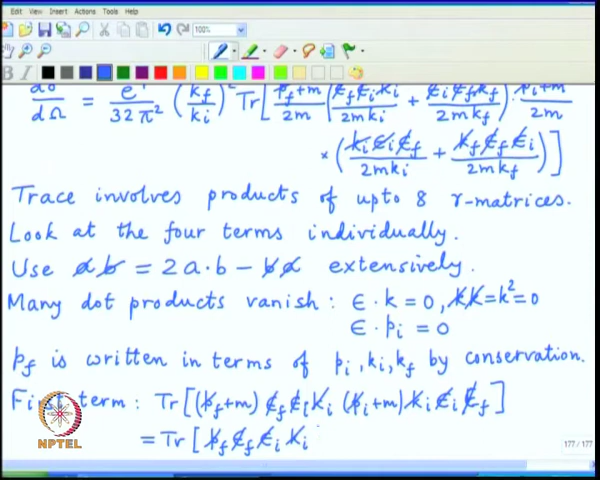 Edit View Insert Actions Tools Help
100%
dσ/dΩ = e⁴/32π² (k_f/k_i)² Tr[ (p̸_f+m)/2m (ε̸_f ε̸_i k̸_i/2mk_i + ε̸_i ε̸_f k̸_f/2mk_f) · (p̸_i+m)/2m
× (k̸_i ε̸_i ε̸_f/2mk_i + k̸_f ε̸_f ε̸_i/2mk_f) ]
Trace involves products of upto 8 γ-matrices.
Look at the four terms individually.
Use a̸ b̸ = 2a·b − b̸ a̸ extensively.
Many dot products vanish : ε·k = 0, k̸k̸ = k² = 0
ε·p_i = 0
p_f is written in terms of p_i, k_i, k_f by conservation.
First term : Tr[(p̸_f+m) ε̸_f ε̸_i k̸_i (p̸_i+m) k̸_i ε̸_i ε̸_f]
= Tr[ p̸_f ε̸_f ε̸_i k̸_i
NPTEL
177 / 177